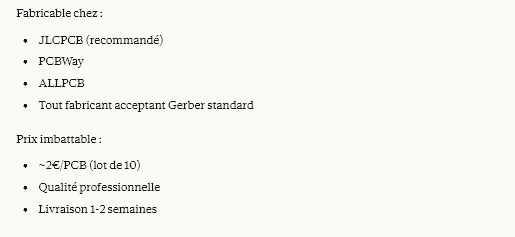 Fabricable chez :
• JLCPCB (recommandé)
• PCBWay
• ALLPCB
• Tout fabricant acceptant Gerber standard
Prix imbattable :
• ~2€/PCB (lot de 10)
• Qualité professionnelle
• Livraison 1-2 semaines